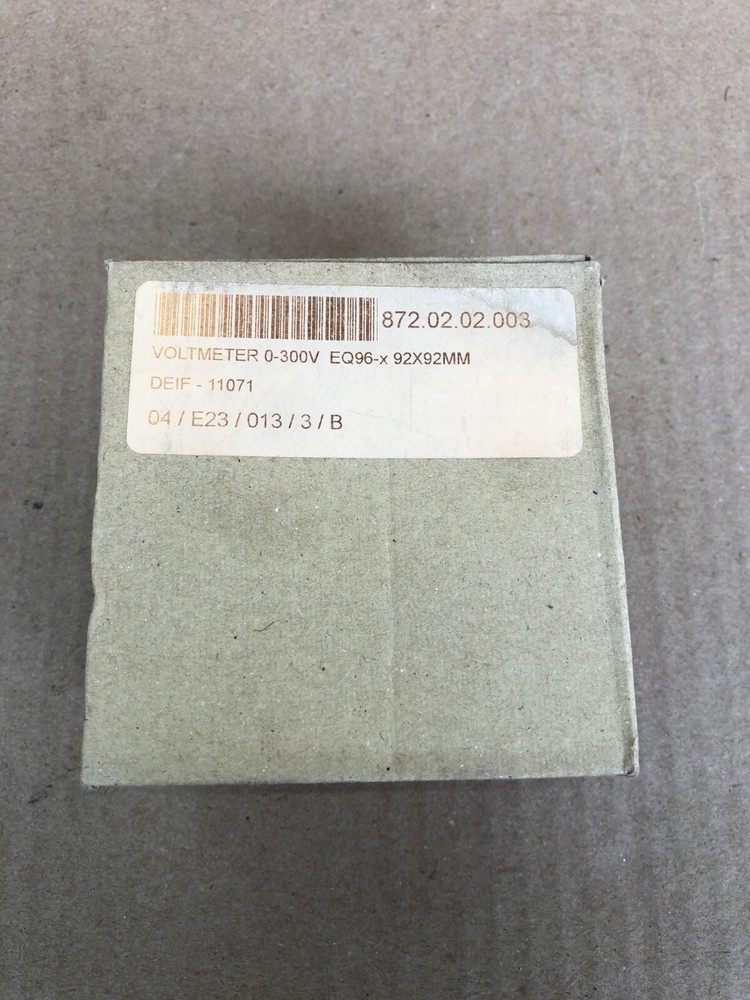 872.02.02.003
VOLTMETER 0-300V EQ96-x 92X92MM
DEIF - 11071
04 / E23 / 013 / 3 / B